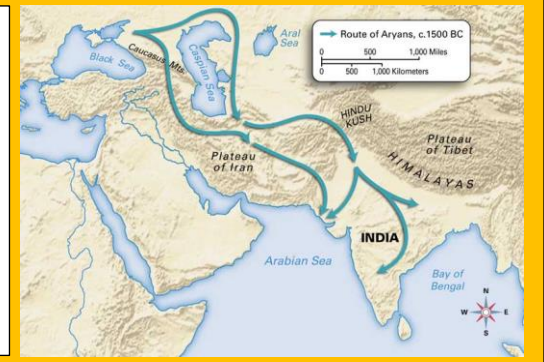 Route of Aryans, c.1500 BC
0 500 1,000 Miles
0 500 1,000 Kilometers
Aral
Sea
Black Sea
Caucasus Mts.
Caspian Sea
HINDU
KUSH
Plateau
of Tibet
HIMALAYAS
Plateau
of Iran
INDIA
Arabian Sea
Bay of
Bengal
N
W E
S